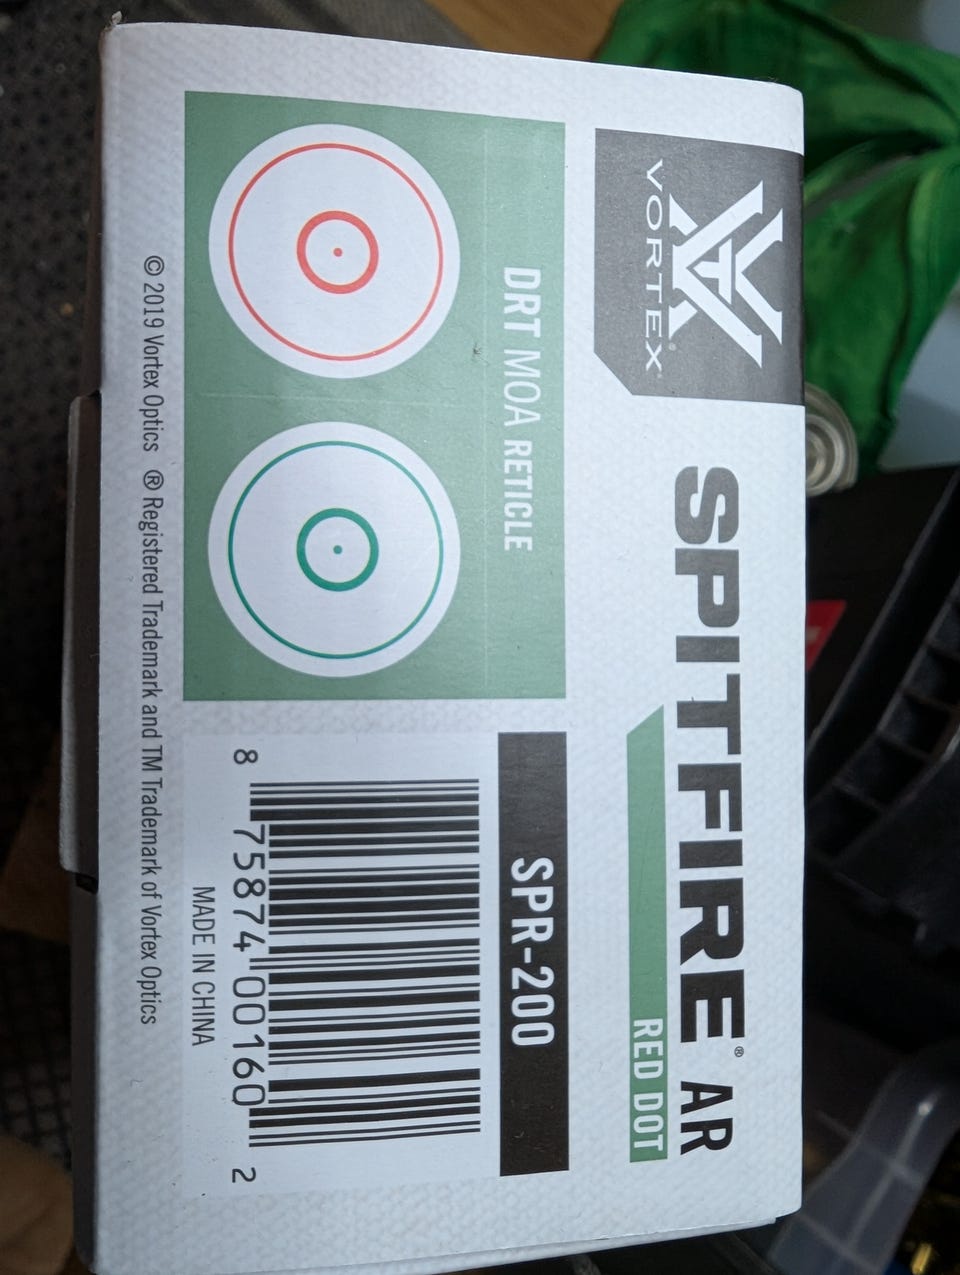 VORTEX®
SPITFIRE® AR
RED DOT
DRT MOA RETICLE
SPR-200
8 75874 00160 2
MADE IN CHINA
© 2019 Vortex Optics ® Registered Trademark and TM Trademark of Vortex Optics